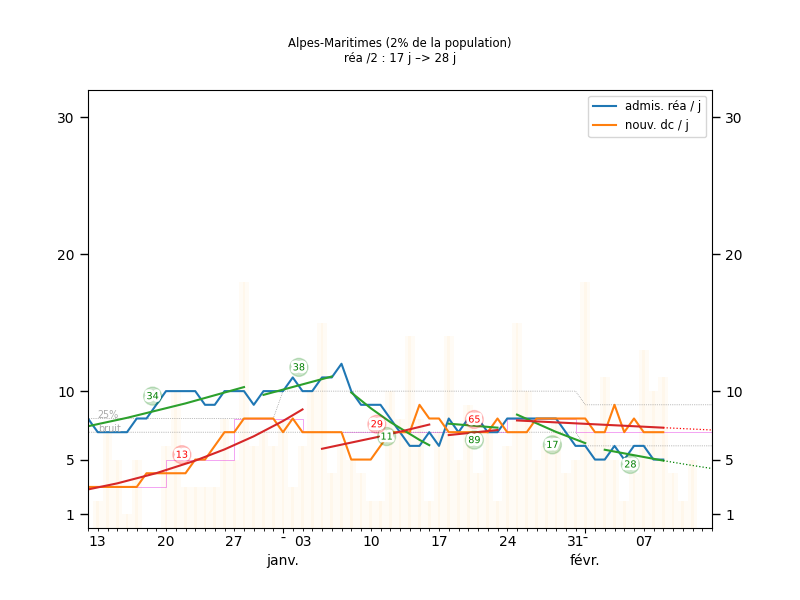 Alpes-Maritimes (2% de la population)
réa /2 : 17 j –> 28 j
admis. réa / j
nouv. dc / j
30
30
20
20
10
10
5
5
1
1
38
34
25%
bruit
13
29
11
65
89
17
28
13 20 27 - 03 10 17 24 31 - 07
janv. févr.